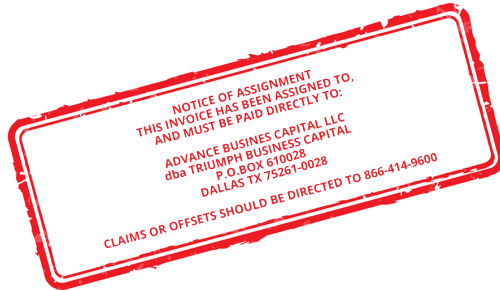 NOTICE OF ASSIGNMENT
THIS INVOICE HAS BEEN ASSIGNED TO,
AND MUST BE PAID DIRECTLY TO:
ADVANCE BUSINES CAPITAL LLC
dba TRIUMPH BUSINESS CAPITAL
P.O.BOX 610028
DALLAS TX 75261-0028
CLAIMS OR OFFSETS SHOULD BE DIRECTED TO 866-414-9600